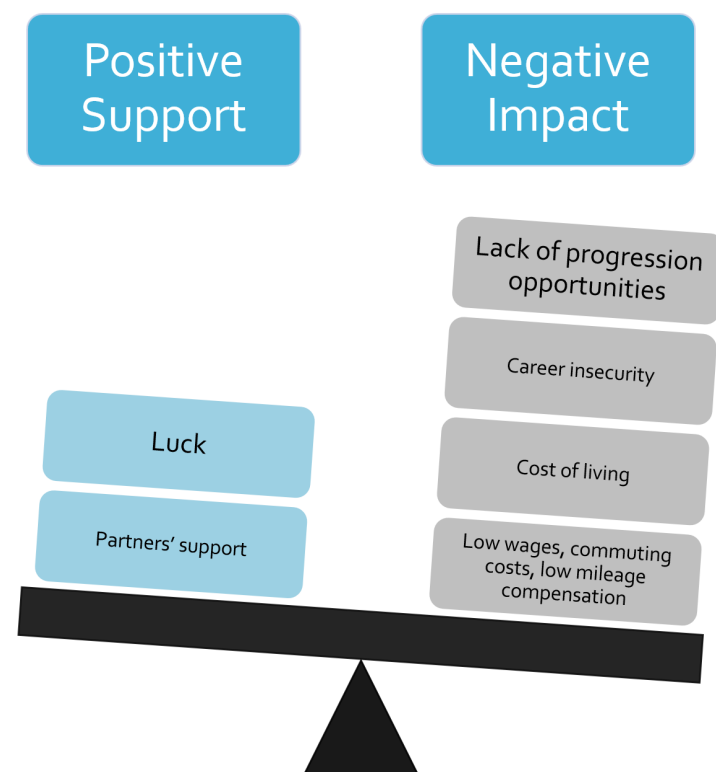 Positive
Support
Negative
Impact
Lack of progression
opportunities
Career insecurity
Cost of living
Low wages, commuting
costs, low mileage
compensation
Luck
Partners’ support